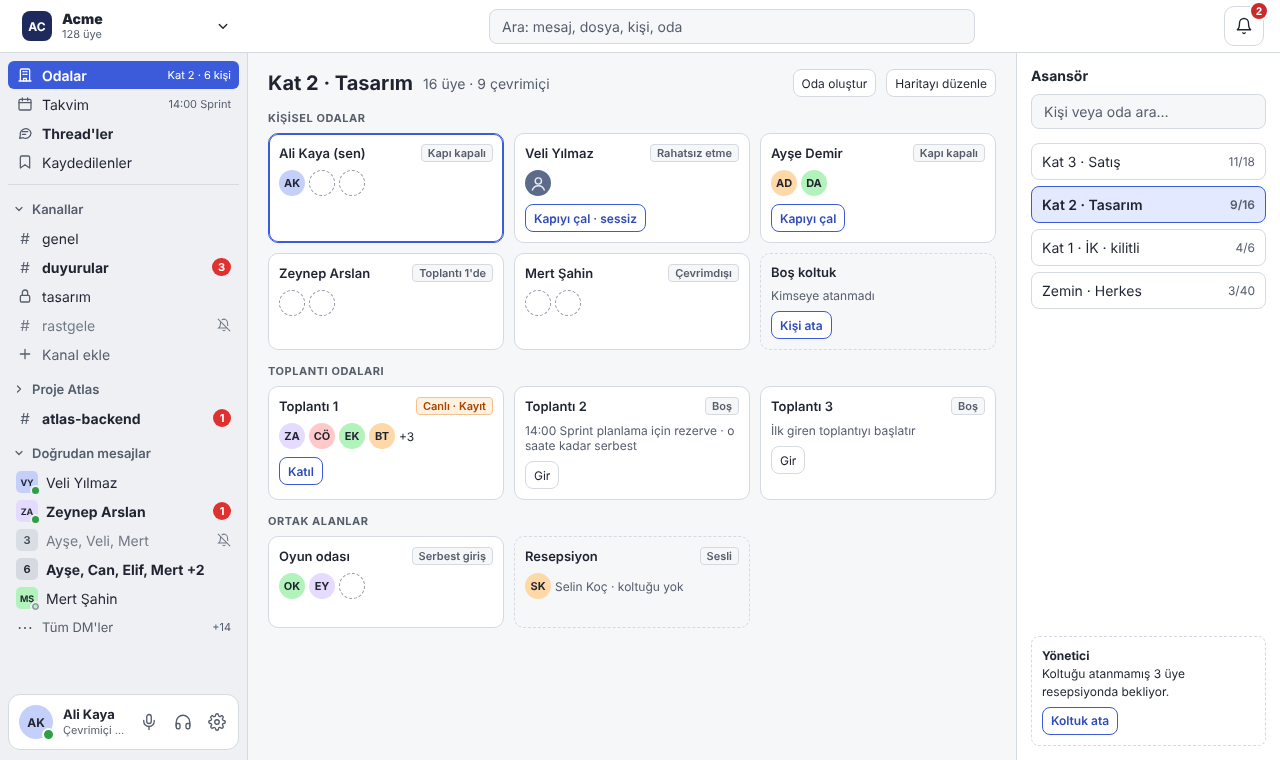 AC
Acme
128 üye
Ara: mesaj, dosya, kişi, oda
2
Odalar
Kat 2 · 6 kişi
Takvim
14:00 Sprint
Thread'ler
Kaydedilenler
Kanallar
# genel
# duyurular
3
tasarım
# rastgele
Kanal ekle
Proje Atlas
# atlas-backend
1
Doğrudan mesajlar
VY
Veli Yılmaz
ZA
Zeynep Arslan
1
3
Ayşe, Veli, Mert
6
Ayşe, Can, Elif, Mert +2
MŞ
Mert Şahin
Tüm DM'ler
+14
AK
Ali Kaya
Çevrimiçi ...
Kat 2 · Tasarım
16 üye · 9 çevrimiçi
Oda oluştur
Haritayı düzenle
KİŞİSEL ODALAR
Ali Kaya (sen)
Kapı kapalı
AK
Veli Yılmaz
Rahatsız etme
Kapıyı çal · sessiz
Ayşe Demir
Kapı kapalı
AD
DA
Kapıyı çal
Zeynep Arslan
Toplantı 1'de
Mert Şahin
Çevrimdışı
Boş koltuk
Kimseye atanmadı
Kişi ata
TOPLANTI ODALARI
Toplantı 1
Canlı · Kayıt
ZA
CÖ
EK
BT
+3
Katıl
Toplantı 2
Boş
14:00 Sprint planlama için rezerve · o
saate kadar serbest
Gir
Toplantı 3
Boş
İlk giren toplantıyı başlatır
Gir
ORTAK ALANLAR
Oyun odası
Serbest giriş
OK
EY
Resepsiyon
Sesli
SK
Selin Koç · koltuğu yok
Asansör
Kişi veya oda ara...
Kat 3 · Satış
11/18
Kat 2 · Tasarım
9/16
Kat 1 · İK · kilitli
4/6
Zemin · Herkes
3/40
Yönetici
Koltuğu atanmamış 3 üye
resepsiyonda bekliyor.
Koltuk ata